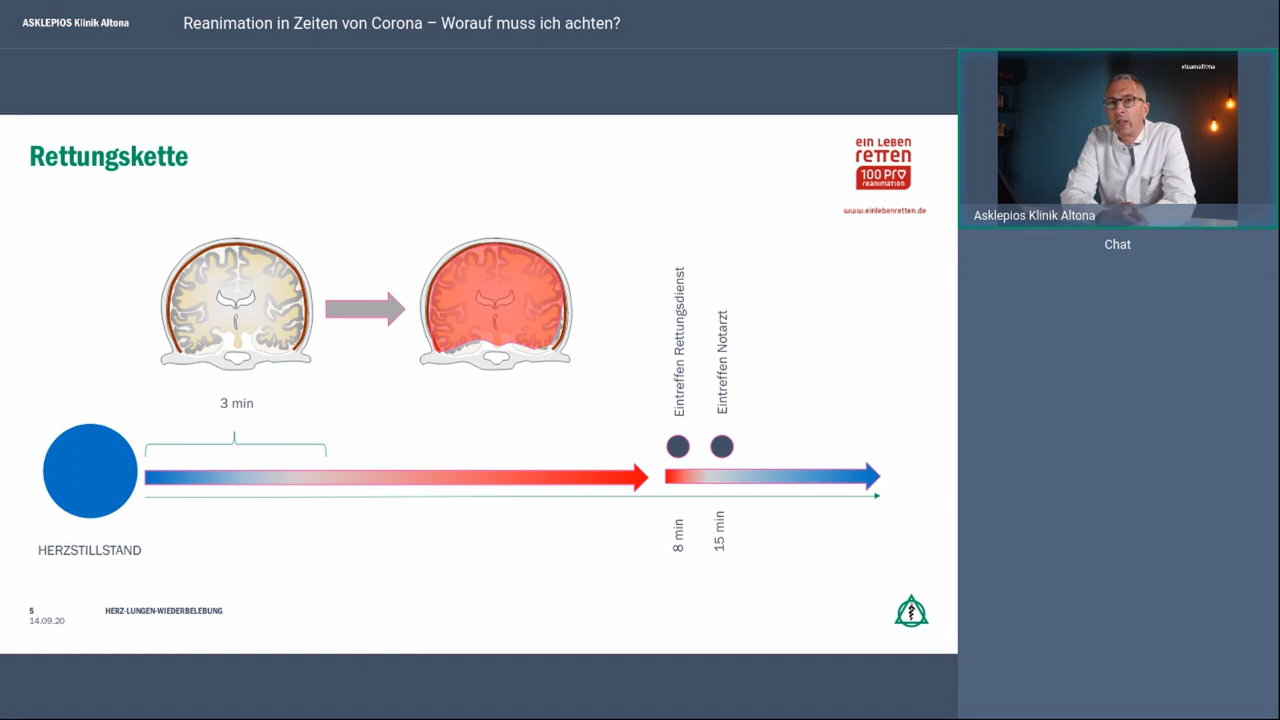 ASKLEPIOS Klinik Altona
Reanimation in Zeiten von Corona – Worauf muss ich achten?
#teamaltona
Asklepios Klinik Altona
Chat
Rettungskette
EIN LEBEN
RETTEN
100 PRO
REANIMATION
www.einlebenretten.de
Eintreffen Rettungsdienst
Eintreffen Notarzt
3 min
8 min
15 min
HERZSTILLSTAND
5
HERZ-LUNGEN-WIEDERBELEBUNG
14.09.20